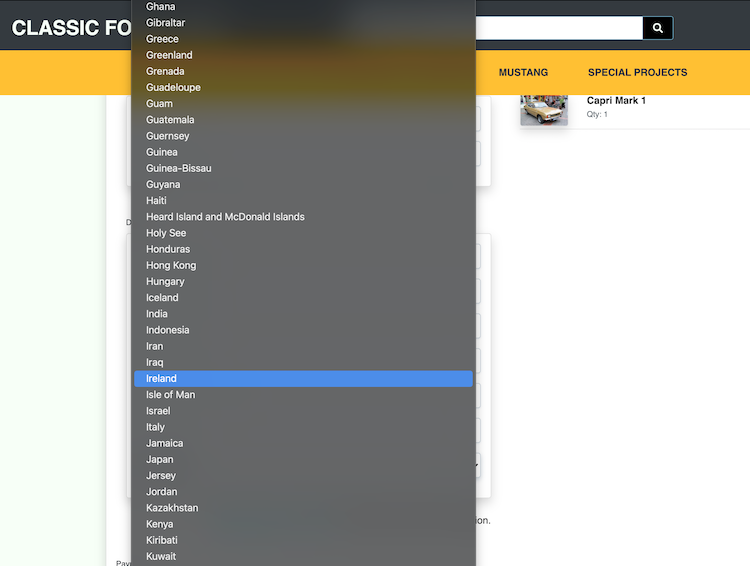 CLASSIC FO
MUSTANG
SPECIAL PROJECTS
Capri Mark 1
Qty: 1
Ghana
Gibraltar
Greece
Greenland
Grenada
Guadeloupe
Guam
Guatemala
Guernsey
Guinea
Guinea-Bissau
Guyana
Haiti
Heard Island and McDonald Islands
Holy See
Honduras
Hong Kong
Hungary
Iceland
India
Indonesia
Iran
Iraq
Ireland
Isle of Man
Israel
Italy
Jamaica
Japan
Jersey
Jordan
Kazakhstan
Kenya
Kiribati
Kuwait
D
ion.
Pay